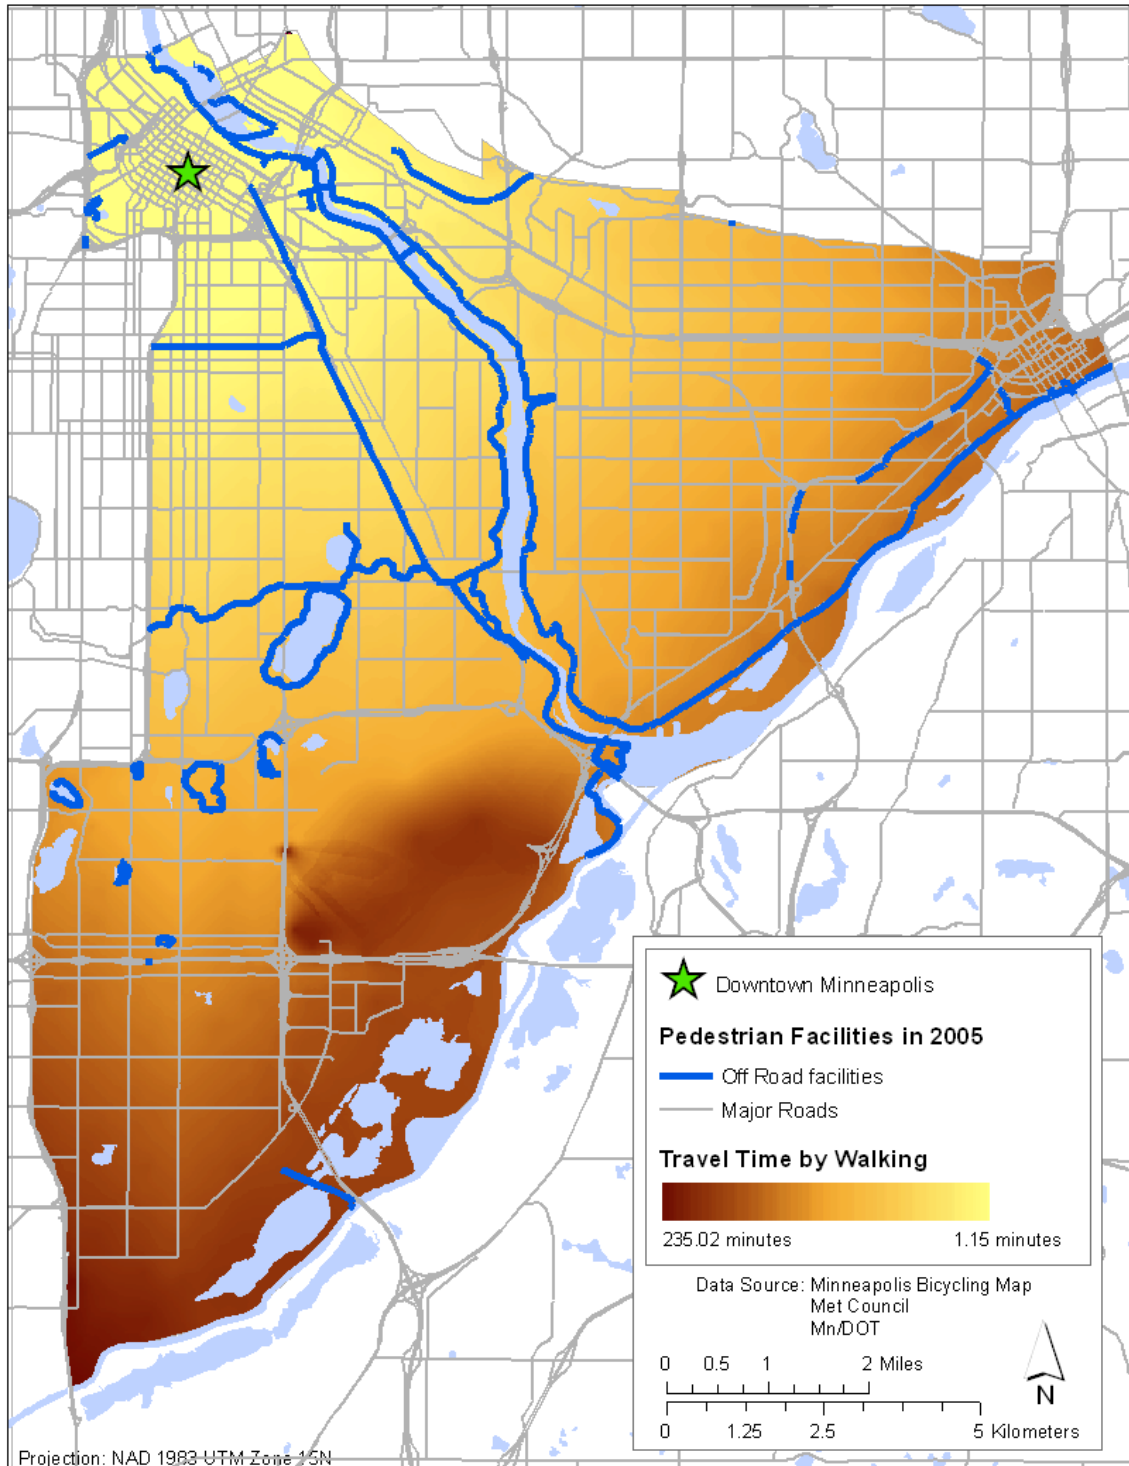 Downtown Minneapolis
Pedestrian Facilities in 2005
Off Road facilities
Major Roads
Travel Time by Walking
235.02 minutes 1.15 minutes
Data Source: Minneapolis Bicycling Map
Met Council
Mn/DOT
0 0.5 1 2 Miles
N
0 1.25 2.5 5 Kilometers
Projection: NAD 1983 UTM Zone 15N